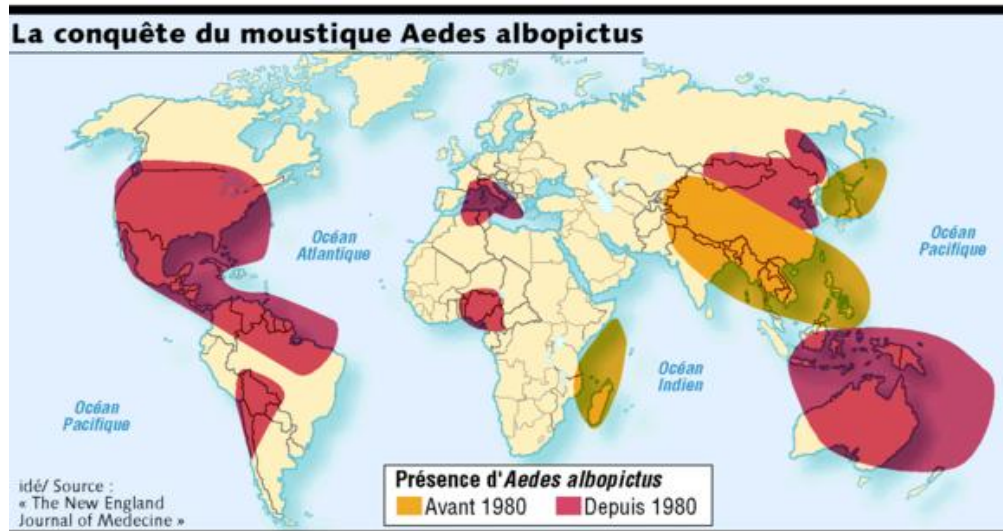 La conquête du moustique Aedes albopictus
Océan
Atlantique
Océan
Pacifique
Océan
Indien
Océan
Pacifique
idé/ Source :
« The New England
Journal of Medecine »
Présence d'Aedes albopictus
Avant 1980
Depuis 1980